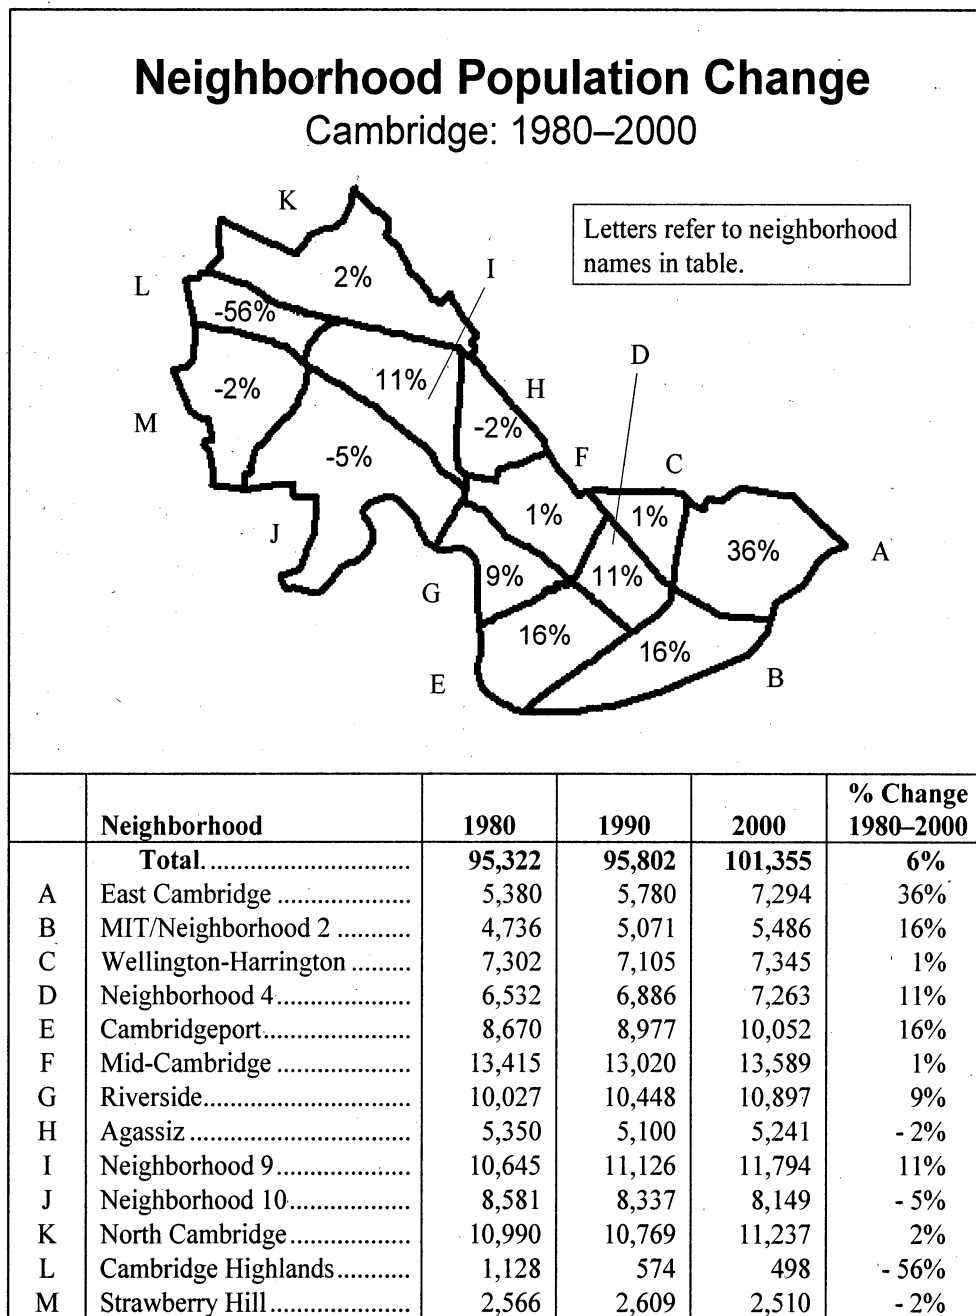 Neighborhood Population Change
Cambridge: 1980–2000
Letters refer to neighborhood
names in table.
K
I
L
2%
-56%
D
11%
H
-2%
M
-2%
-5%
F
C
J
1%
1%
36%
A
G
9%
11%
16%
16%
E
B
% Change
Neighborhood 1980 1990 2000 1980–2000
Total.............................. 95,322 95,802 101,355 6%
A East Cambridge .................... 5,380 5,780 7,294 36%
B MIT/Neighborhood 2 ........... 4,736 5,071 5,486 16%
C Wellington-Harrington ......... 7,302 7,105 7,345 1%
D Neighborhood 4.................... 6,532 6,886 7,263 11%
E Cambridgeport...................... 8,670 8,977 10,052 16%
F Mid-Cambridge .................... 13,415 13,020 13,589 1%
G Riverside............................... 10,027 10,448 10,897 9%
H Agassiz ................................. 5,350 5,100 5,241 - 2%
I Neighborhood 9.................... 10,645 11,126 11,794 11%
J Neighborhood 10.................. 8,581 8,337 8,149 - 5%
K North Cambridge.................. 10,990 10,769 11,237 2%
L Cambridge Highlands........... 1,128 574 498 - 56%
M Strawberry Hill..................... 2,566 2,609 2,510 - 2%